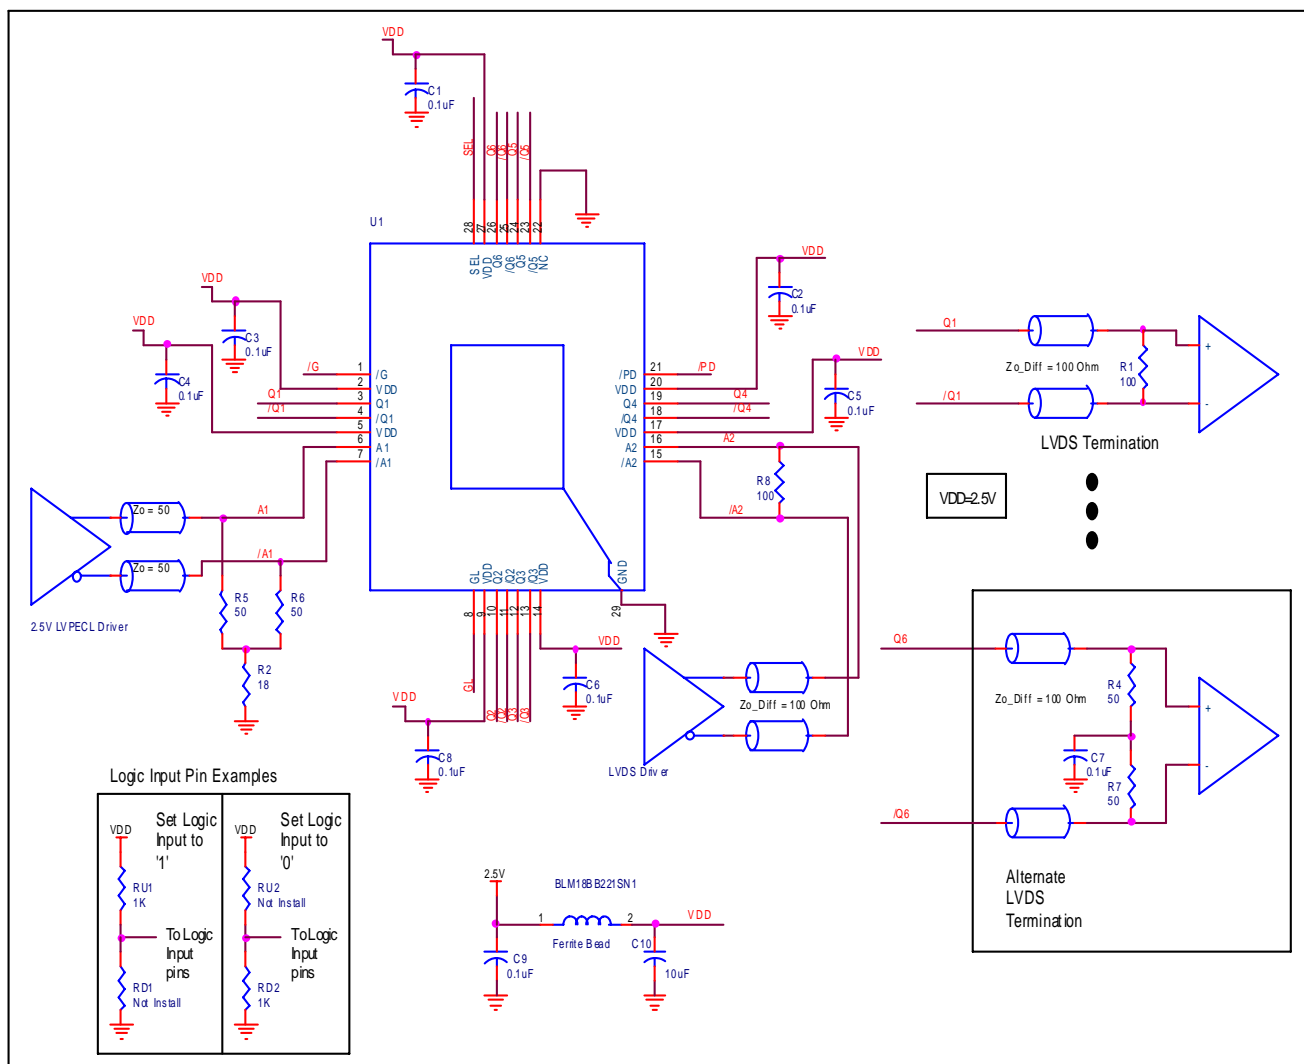 VDD
C1
0.1uF
SEL
Q6
/Q6
Q5
/Q5
U1
28
27
26
25
24
23
22
SEL
VDD
Q6
/Q6
Q5
/Q5
NC
VDD
C2
0.1uF
VDD
C3
0.1uF
VDD
C4
0.1uF
VDD
C5
0.1uF
/G
1
/G
2
VDD
Q1
3
Q1
/Q1
4
/Q1
5
VDD
6
A1
7
/A1
21
/PD
/PD
20
VDD
19
Q4
Q4
18
/Q4
/Q4
17
VDD
16
A2
A2
15
/A2
R8
100
/A2
Q1
Zo_Diff = 100 Ohm
R1
100
+
-
/Q1
LVDS Termination
VDD=2.5V
Zo = 50
A1
Zo = 50
/A1
2.5V LVPECL Driver
R5
50
R6
50
R2
18
GL
VDD
Q2
/Q2
Q3
/Q3
VDD
GND
8
9
10
11
12
13
14
29
GL
Q2
/Q2
Q3
/Q3
VDD
C6
0.1uF
VDD
C8
0.1uF
Zo_Diff = 100 Ohm
LVDS Driver
Q6
Zo_Diff = 100 Ohm
R4
50
C7
0.1uF
R7
50
+
-
/Q6
Alternate
LVDS
Termination
Logic Input Pin Examples
VDD
Set Logic
Input to
'1'
RU1
1K
To Logic
Input
pins
RD1
Not Install
VDD
Set Logic
Input to
'0'
RU2
Not Install
To Logic
Input
pins
RD2
1K
2.5V
BLM18BB221SN1
1
2
VDD
Ferrite Bead
C9
0.1uF
C10
10uF